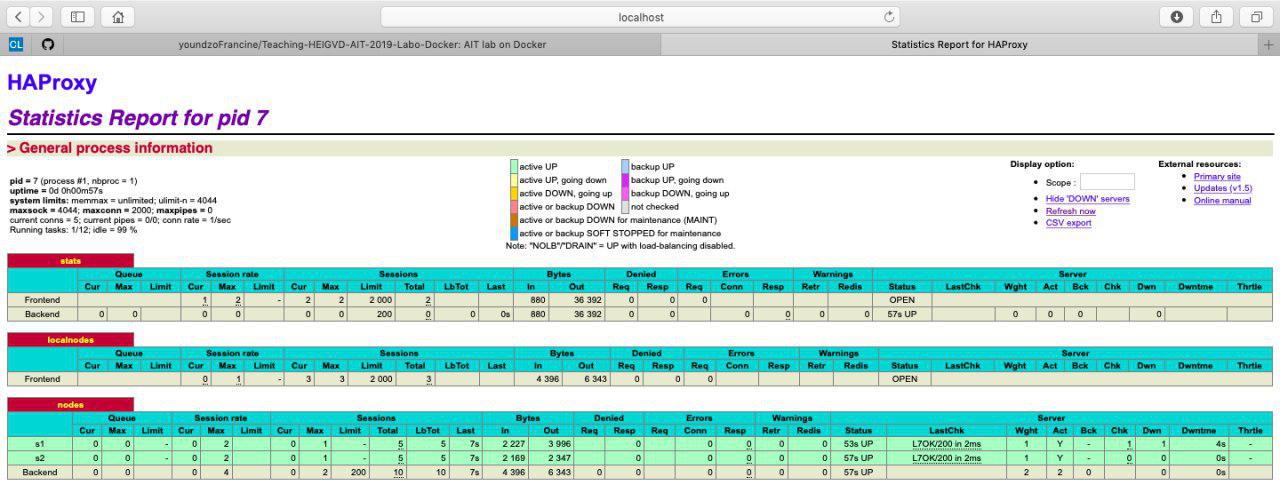 localhost
CL
youndzoFrancine/Teaching-HEIGVD-AIT-2019-Labo-Docker: AIT lab on Docker
Statistics Report for HAProxy
+
HAProxy
Statistics Report for pid 7
> General process information
pid = 7 (process #1, nbproc = 1)
uptime = 0d 0h00m57s
system limits: memmax = unlimited; ulimit-n = 4044
maxsock = 4044; maxconn = 2000; maxpipes = 0
current conns = 5; current pipes = 0/0; conn rate = 1/sec
Running tasks: 1/12; idle = 99 %
active UP backup UP
active UP, going down backup UP, going down
active DOWN, going up backup DOWN, going up
active or backup DOWN not checked
active or backup DOWN for maintenance (MAINT)
active or backup SOFT STOPPED for maintenance
Note: "NOLB"/"DRAIN" = UP with load-balancing disabled.
Display option:
• Scope :
• Hide 'DOWN' servers
• Refresh now
• CSV export
External resources:
• Primary site
• Updates (v1.5)
• Online manual
stats
Queue Session rate Sessions Bytes Denied Errors Warnings Server
Cur Max Limit Cur Max Limit Cur Max Limit Total LbTot Last In Out Req Resp Req Conn Resp Retr Redis Status LastChk Wght Act Bck Chk Dwn Dwntme Thrtle
Frontend 1 2 - 2 2 2 000 2 880 36 392 0 0 0 OPEN
Backend 0 0 0 0 0 0 200 0 0 0s 880 36 392 0 0 0 0 0 0 57s UP 0 0 0 0
localnodes
Queue Session rate Sessions Bytes Denied Errors Warnings Server
Cur Max Limit Cur Max Limit Cur Max Limit Total LbTot Last In Out Req Resp Req Conn Resp Retr Redis Status LastChk Wght Act Bck Chk Dwn Dwntme Thrtle
Frontend 0 1 - 3 3 2 000 3 4 396 6 343 0 0 0 OPEN
nodes
Queue Session rate Sessions Bytes Denied Errors Warnings Server
Cur Max Limit Cur Max Limit Cur Max Limit Total LbTot Last In Out Req Resp Req Conn Resp Retr Redis Status LastChk Wght Act Bck Chk Dwn Dwntme Thrtle
s1 0 0 - 0 2 0 1 - 5 5 7s 2 227 3 996 0 0 0 0 0 53s UP L7OK/200 in 2ms 1 Y - 1 1 4s -
s2 0 0 - 0 2 0 1 - 5 5 7s 2 169 2 347 0 0 0 0 0 57s UP L7OK/200 in 2ms 1 Y - 0 0 0s -
Backend 0 0 0 4 0 2 200 10 10 7s 4 396 6 343 0 0 0 0 0 0 57s UP 2 2 0 0 0s